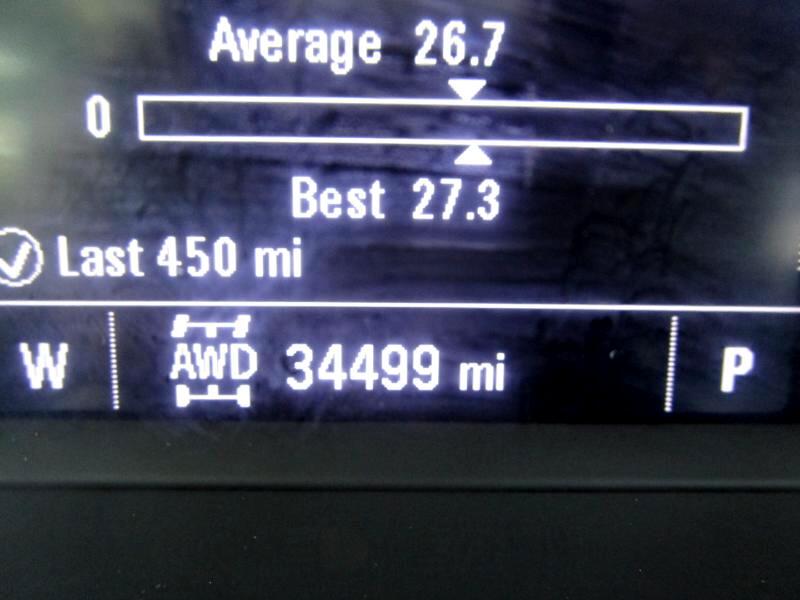 Average 26.7
0
Best 27.3
Last 450 mi
W AWD 34499 mi P